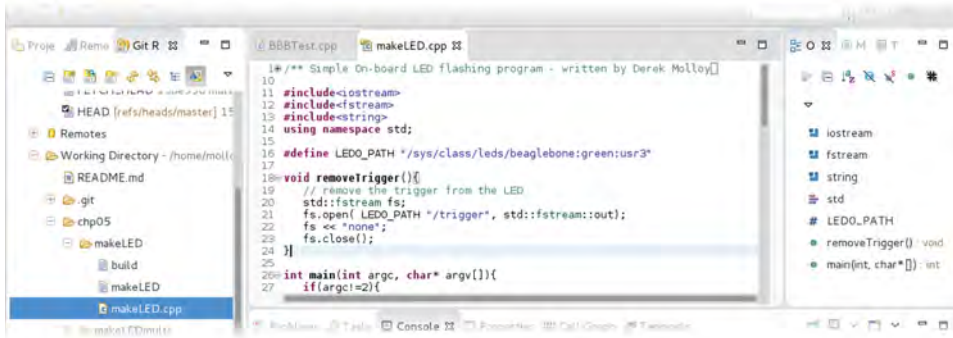 Proje Remo Git R
HEAD [refs/heads/master] 15
Remotes
Working Directory - /home/mollo
README.md
.git
chp05
makeLED
build
makeLED
makeLED.cpp
BBBTest.cpp makeLED.cpp
1 /** Simple On-board LED flashing program - written by Derek Molloy
10
11 #include<iostream>
12 #include<fstream>
13 #include<string>
14 using namespace std;
15
16 #define LED0_PATH "/sys/class/leds/beaglebone:green:usr3"
17
18 void removeTrigger(){
19 // remove the trigger from the LED
20 std::fstream fs;
21 fs.open( LED0_PATH "/trigger", std::fstream::out);
22 fs << "none";
23 fs.close();
24 }
25
26 int main(int argc, char* argv[]){
27 if(argc!=2){
Console
O M T
iostream
fstream
string
std
LED0_PATH
removeTrigger() : void
main(int, char*[]) : int